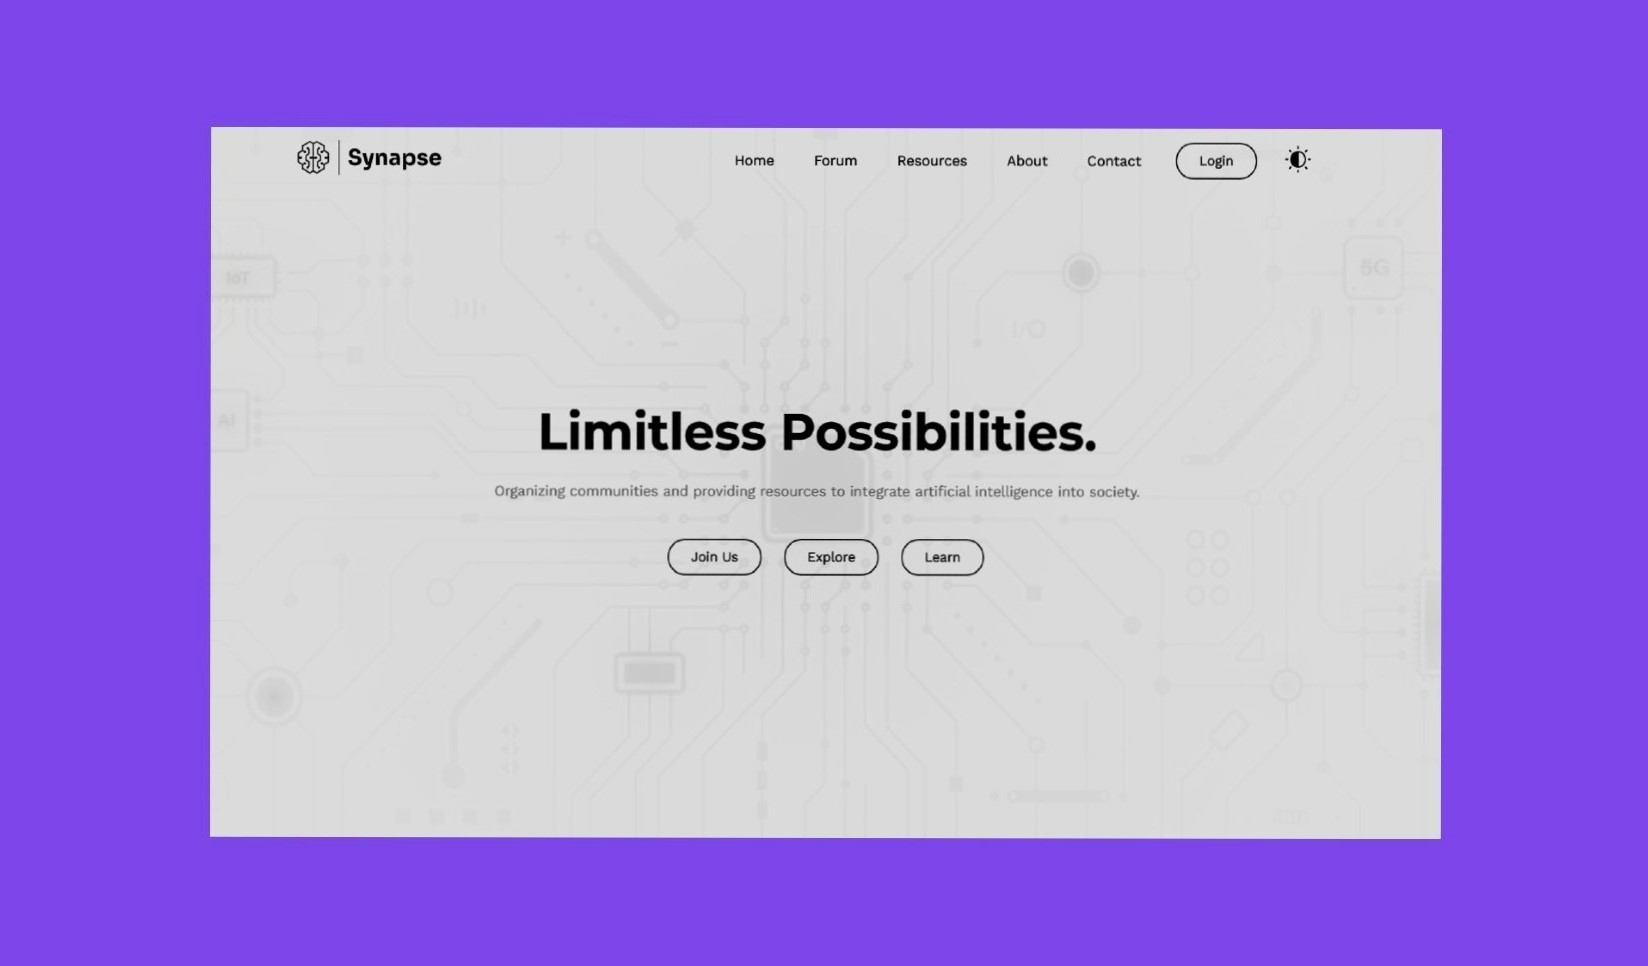 Synapse
Home Forum Resources About Contact Login
IoT
5G
I/O
AI
Limitless Possibilities.
Organizing communities and providing resources to integrate artificial intelligence into society.
Join Us Explore Learn